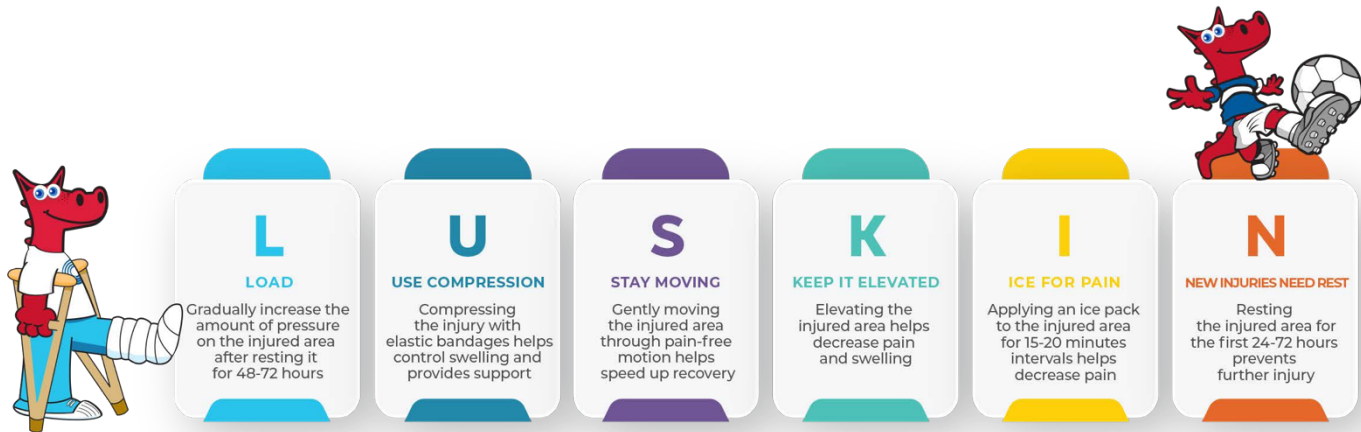 L
LOAD
Gradually increase the
amount of pressure
on the injured area
after resting it
for 48-72 hours
U
USE COMPRESSION
Compressing
the injury with
elastic bandages helps
control swelling and
provides support
S
STAY MOVING
Gently moving
the injured area
through pain-free
motion helps
speed up recovery
K
KEEP IT ELEVATED
Elevating the
injured area helps
decrease pain
and swelling
I
ICE FOR PAIN
Applying an ice pack
to the injured area
for 15-20 minutes
intervals helps
decrease pain
N
NEW INJURIES NEED REST
Resting
the injured area for
the first 24-72 hours
prevents
further injury